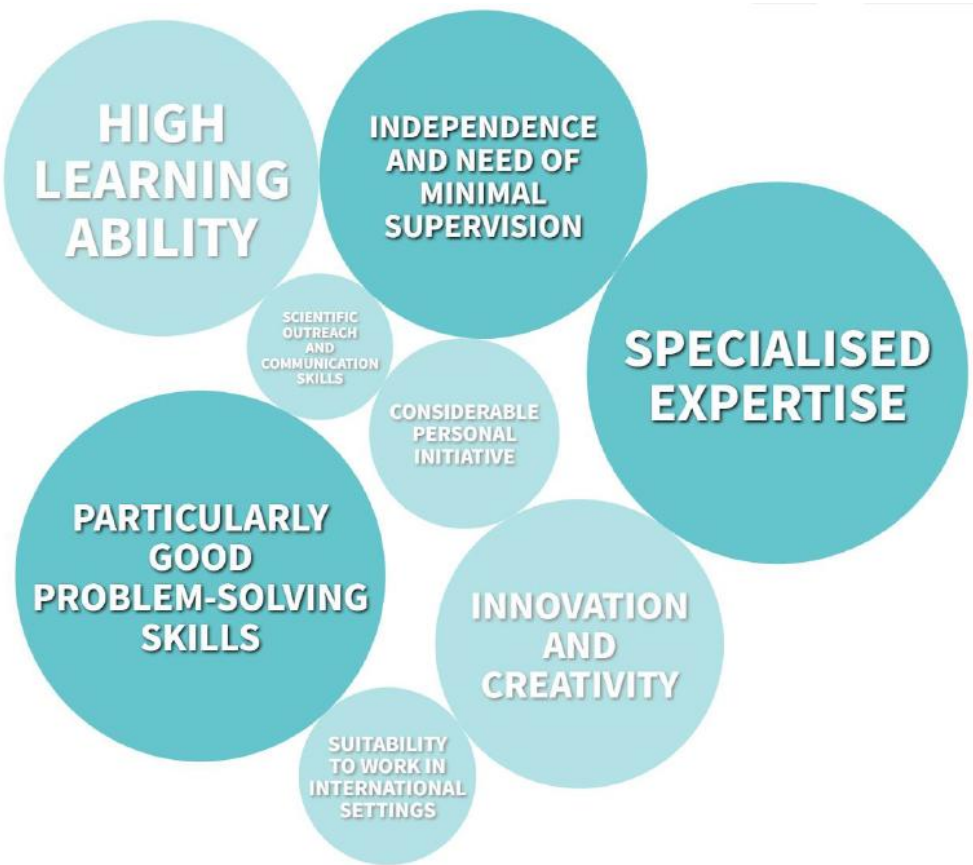 HIGH
LEARNING
ABILITY
INDEPENDENCE
AND NEED OF
MINIMAL
SUPERVISION
SPECIALISED
EXPERTISE
SCIENTIFIC
OUTREACH
AND
COMMUNICATION
SKILLS
CONSIDERABLE
PERSONAL
INITIATIVE
PARTICULARLY
GOOD
PROBLEM-SOLVING
SKILLS
INNOVATION
AND
CREATIVITY
SUITABILITY
TO WORK IN
INTERNATIONAL
SETTINGS